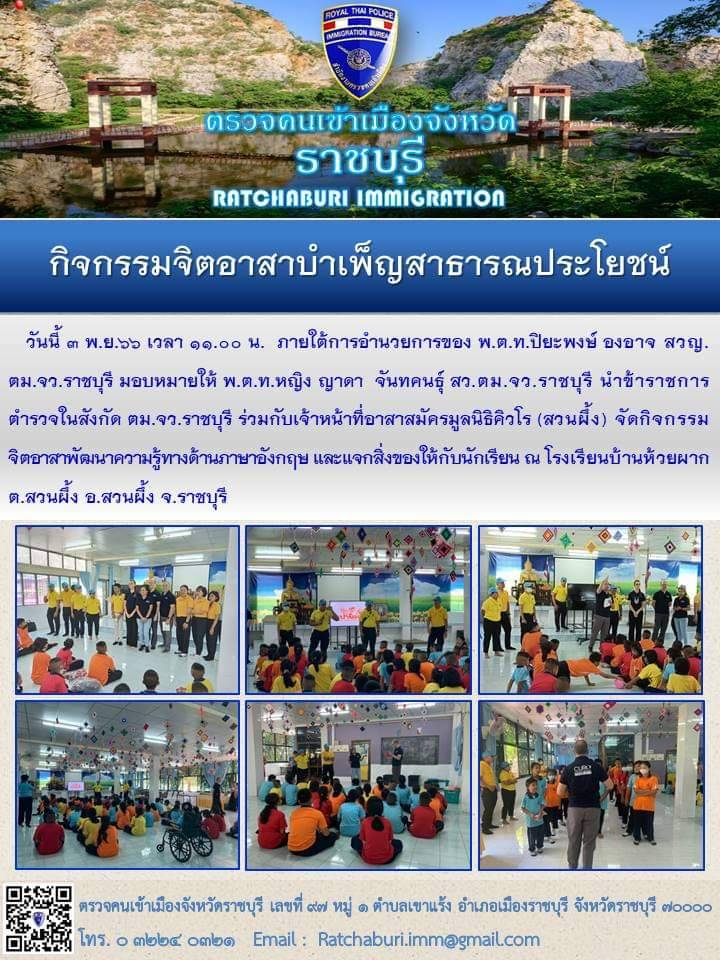 ROYAL THAI POLICE
IMMIGRATION BUREAU
สำนักงานตรวจคนเข้าเมือง
ตรวจคนเข้าเมืองจังหวัด
ราชบุรี
RATCHABURI IMMIGRATION
กิจกรรมจิตอาสาบำเพ็ญสาธารณประโยชน์
วันนี้ ๓ พ.ย.๖๖ เวลา ๑๑.๐๐ น. ภายใต้การอำนวยการของ พ.ต.ท.ปิยะพงษ์ องอาจ สวญ.
ตม.จว.ราชบุรี มอบหมายให้ พ.ต.ท.หญิง ญาดา จันทคนธุ์ สว.ตม.จว.ราชบุรี นำข้าราชการ
ตำรวจในสังกัด ตม.จว.ราชบุรี ร่วมกับเจ้าหน้าที่อาสาสมัครมูลนิธิคิวโร (สวนผึ้ง) จัดกิจกรรม
จิตอาสาพัฒนาความรู้ทางด้านภาษาอังกฤษ และแจกสิ่งของให้กับนักเรียน ณ โรงเรียนบ้านห้วยผาก
ต.สวนผึ้ง อ.สวนผึ้ง จ.ราชบุรี
CURO
ตรวจคนเข้าเมืองจังหวัดราชบุรี เลขที่ ๙๗ หมู่ ๑ ตำบลเขาแร้ง อำเภอเมืองราชบุรี จังหวัดราชบุรี ๗๐๐๐๐
โทร. ๐ ๓๒๒๔ ๐๓๒๑ Email : Ratchaburi.imm@gmail.com